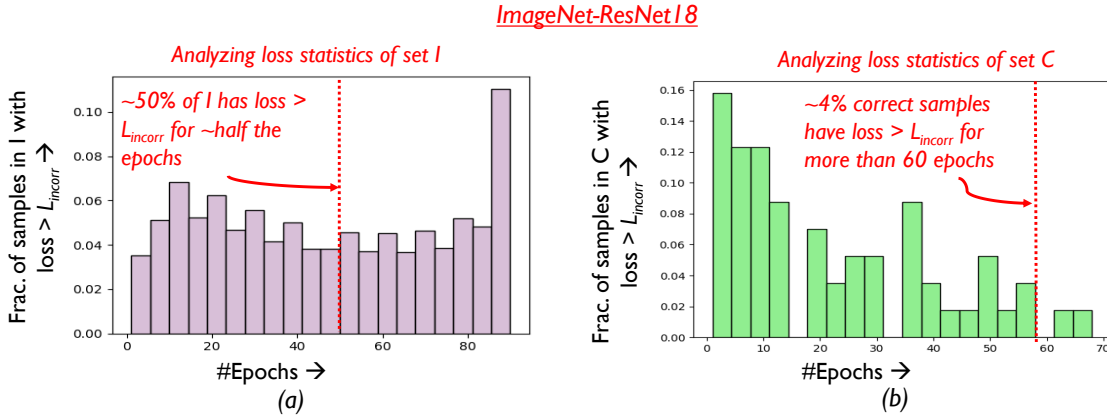 ImageNet-ResNet18
Analyzing loss statistics of set I
~50% of I has loss >
L_incorr for ~half the
epochs
Frac. of samples in I with
loss > L_incorr →
0.10
0.08
0.06
0.04
0.02
0.00
0 20 40 60 80
#Epochs →
(a)
Analyzing loss statistics of set C
~4% correct samples
have loss > L_incorr for
more than 60 epochs
Frac. of samples in C with
loss > L_incorr →
0.16
0.14
0.12
0.10
0.08
0.06
0.04
0.02
0.00
0 10 20 30 40 50 60 70
#Epochs →
(b)